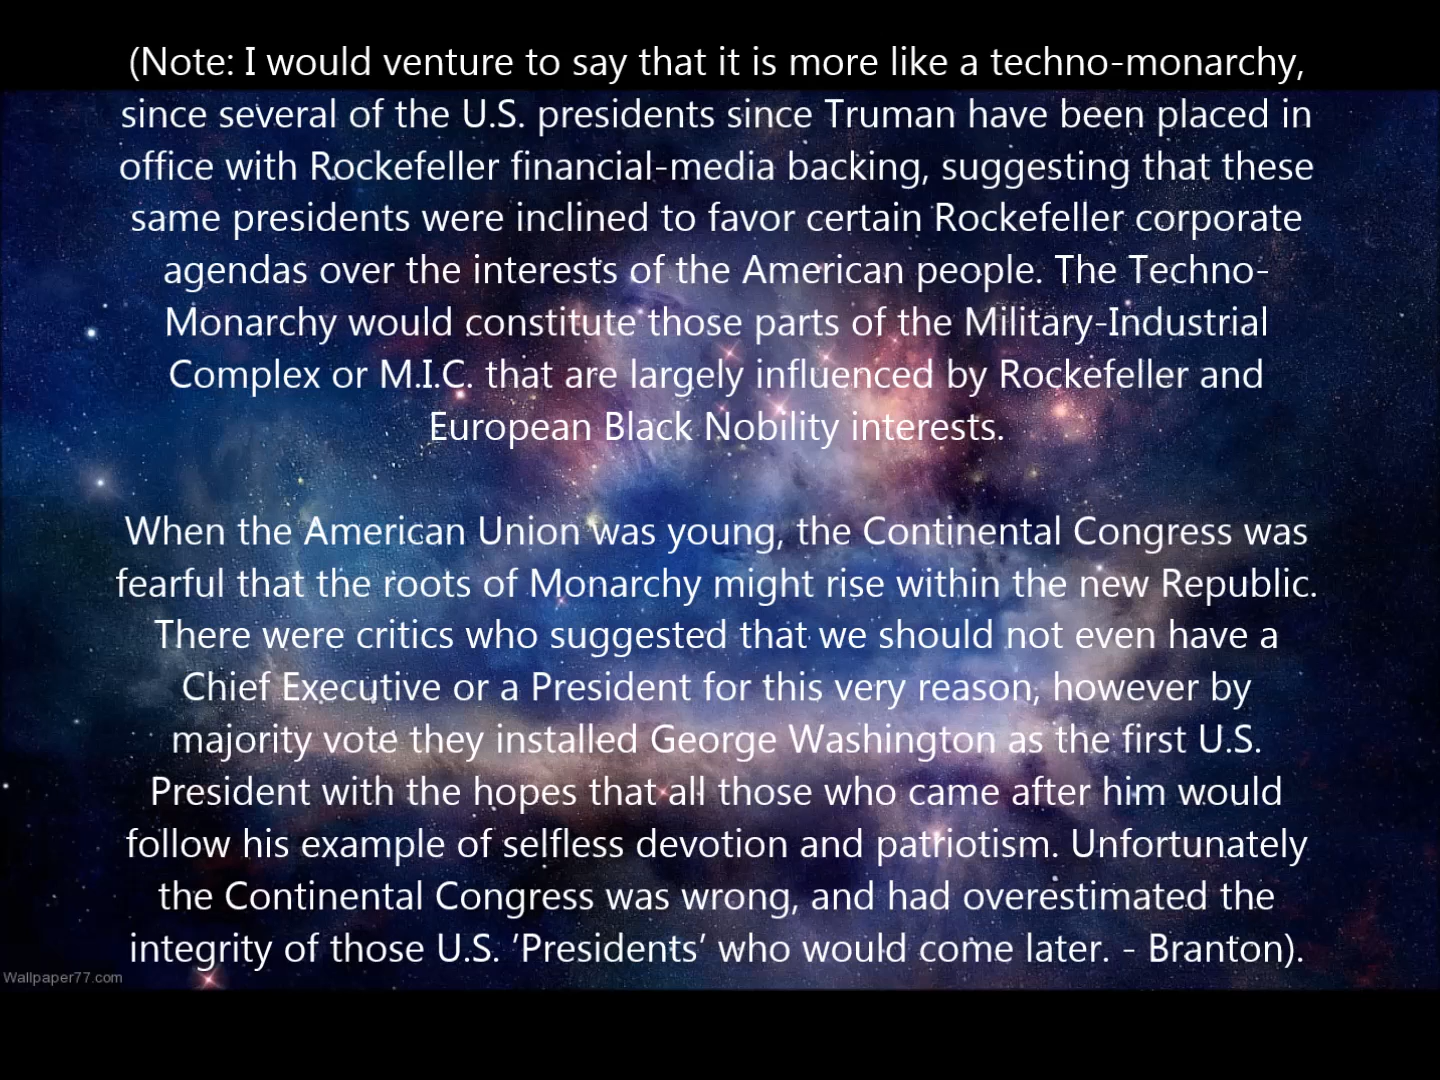 (Note: I would venture to say that it is more like a techno-monarchy,
since several of the U.S. presidents since Truman have been placed in
office with Rockefeller financial-media backing, suggesting that these
same presidents were inclined to favor certain Rockefeller corporate
agendas over the interests of the American people. The Techno-
Monarchy would constitute those parts of the Military-Industrial
Complex or M.I.C. that are largely influenced by Rockefeller and
European Black Nobility interests.
When the American Union was young, the Continental Congress was
fearful that the roots of Monarchy might rise within the new Republic.
There were critics who suggested that we should not even have a
Chief Executive or a President for this very reason, however by
majority vote they installed George Washington as the first U.S.
President with the hopes that all those who came after him would
follow his example of selfless devotion and patriotism. Unfortunately
the Continental Congress was wrong, and had overestimated the
integrity of those U.S. ’Presidents’ who would come later. - Branton).
Wallpaper77.com